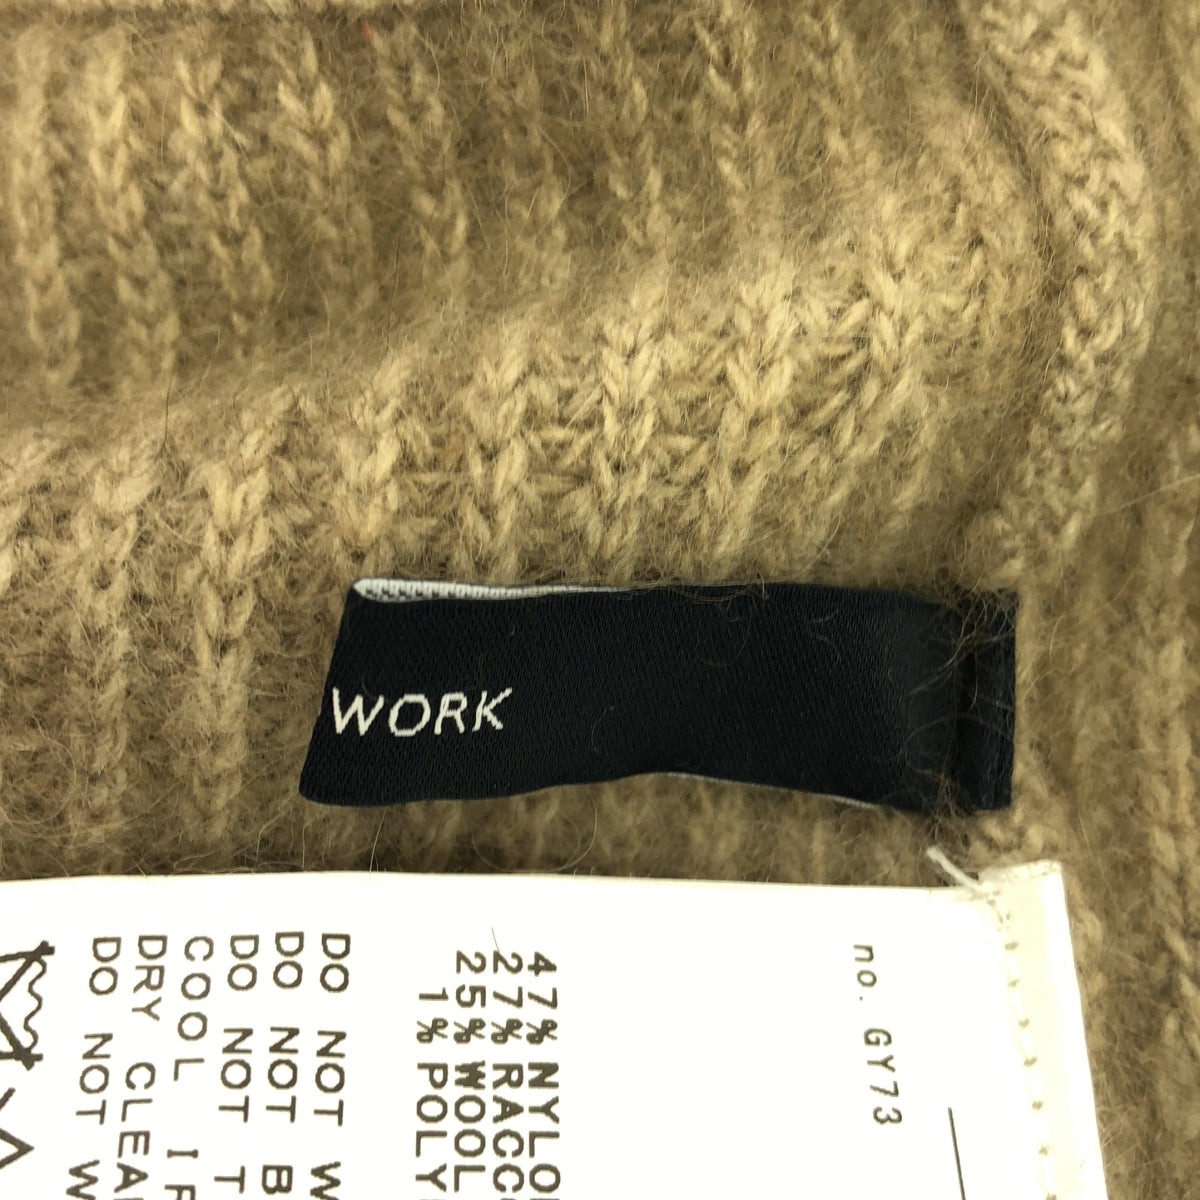 WORK
no. GY73
47% NYLO
27% RACC
25% WOOL
1% POLY
DO NOT W
DO NOT B
DO NOT T
COOL IF
DRY CLEA
DO NOT W